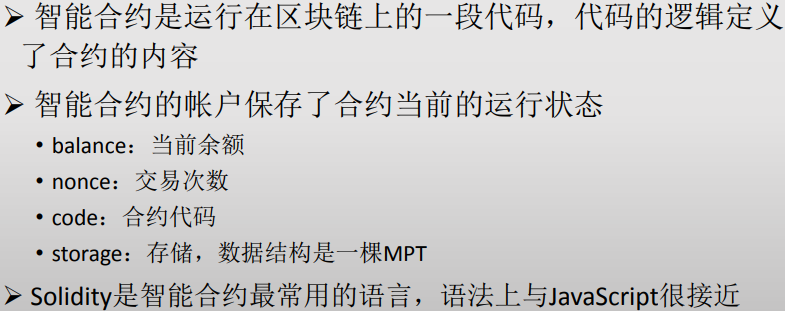 ➢ 智能合约是运行在区块链上的一段代码，代码的逻辑定义
了合约的内容
➢ 智能合约的帐户保存了合约当前的运行状态
• balance：当前余额
• nonce：交易次数
• code：合约代码
• storage：存储，数据结构是一棵MPT
➢ Solidity是智能合约最常用的语言，语法上与JavaScript很接近